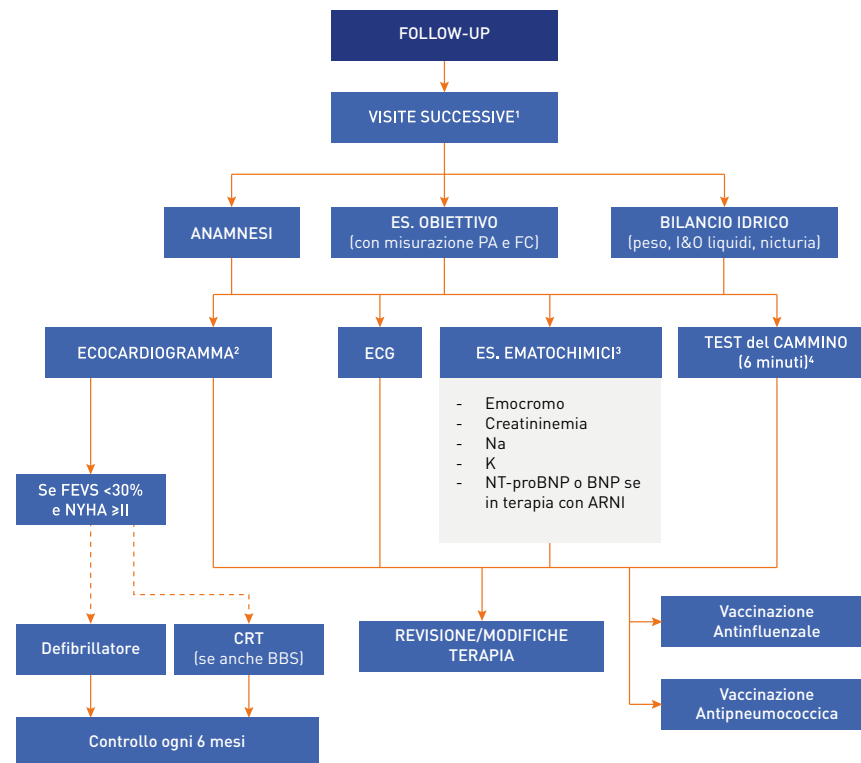 FOLLOW-UP
VISITE SUCCESSIVE¹
ANAMNESI
ES. OBIETTIVO
(con misurazione PA e FC)
BILANCIO IDRICO
(peso, I&O liquidi, nicturia)
ECOCARDIOGRAMMA²
ECG
ES. EMATOCHIMICI³
TEST del CAMMINO
(6 minuti)⁴
- Emocromo
- Creatininemia
- Na
- K
- NT-proBNP o BNP se
in terapia con ARNI
Se FEVS <30%
e NYHA ≥II
Defibrillatore
CRT
(se anche BBS)
REVISIONE/MODIFICHE
TERAPIA
Vaccinazione
Antinfluenzale
Vaccinazione
Antipneumococcica
Controllo ogni 6 mesi